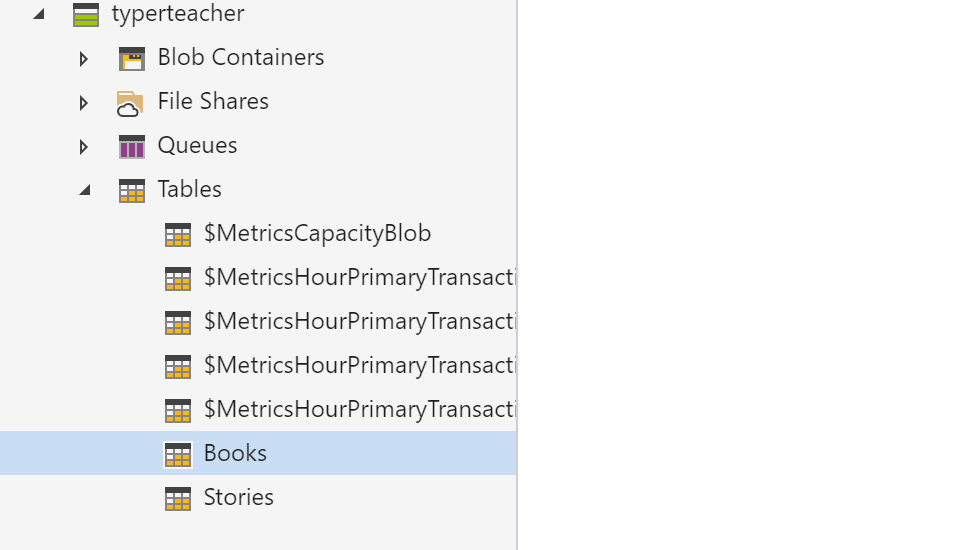 typerteacher
Blob Containers
File Shares
Queues
Tables
$MetricsCapacityBlob
$MetricsHourPrimaryTransacti
$MetricsHourPrimaryTransacti
$MetricsHourPrimaryTransacti
$MetricsHourPrimaryTransacti
Books
Stories